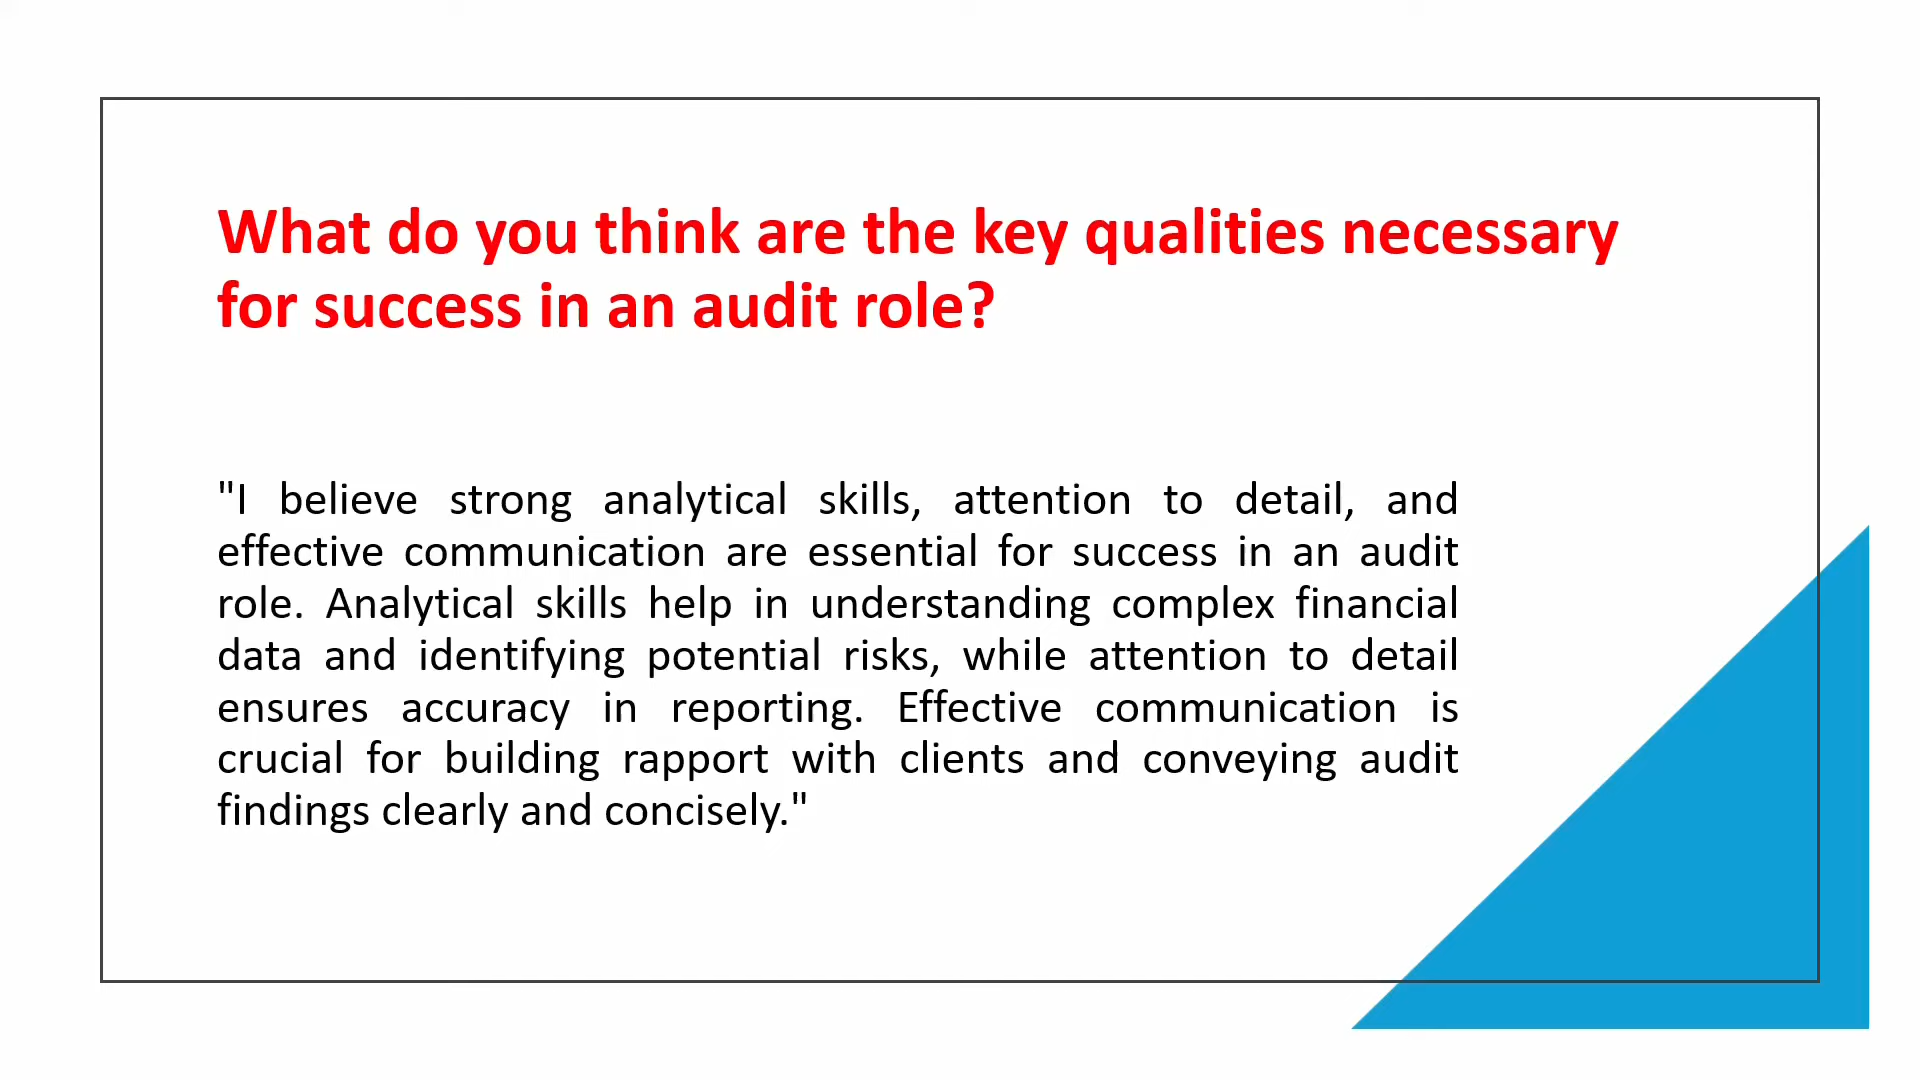 What do you think are the key qualities necessary
for success in an audit role?
"I believe strong analytical skills, attention to detail, and
effective communication are essential for success in an audit
role. Analytical skills help in understanding complex financial
data and identifying potential risks, while attention to detail
ensures accuracy in reporting. Effective communication is
crucial for building rapport with clients and conveying audit
findings clearly and concisely."